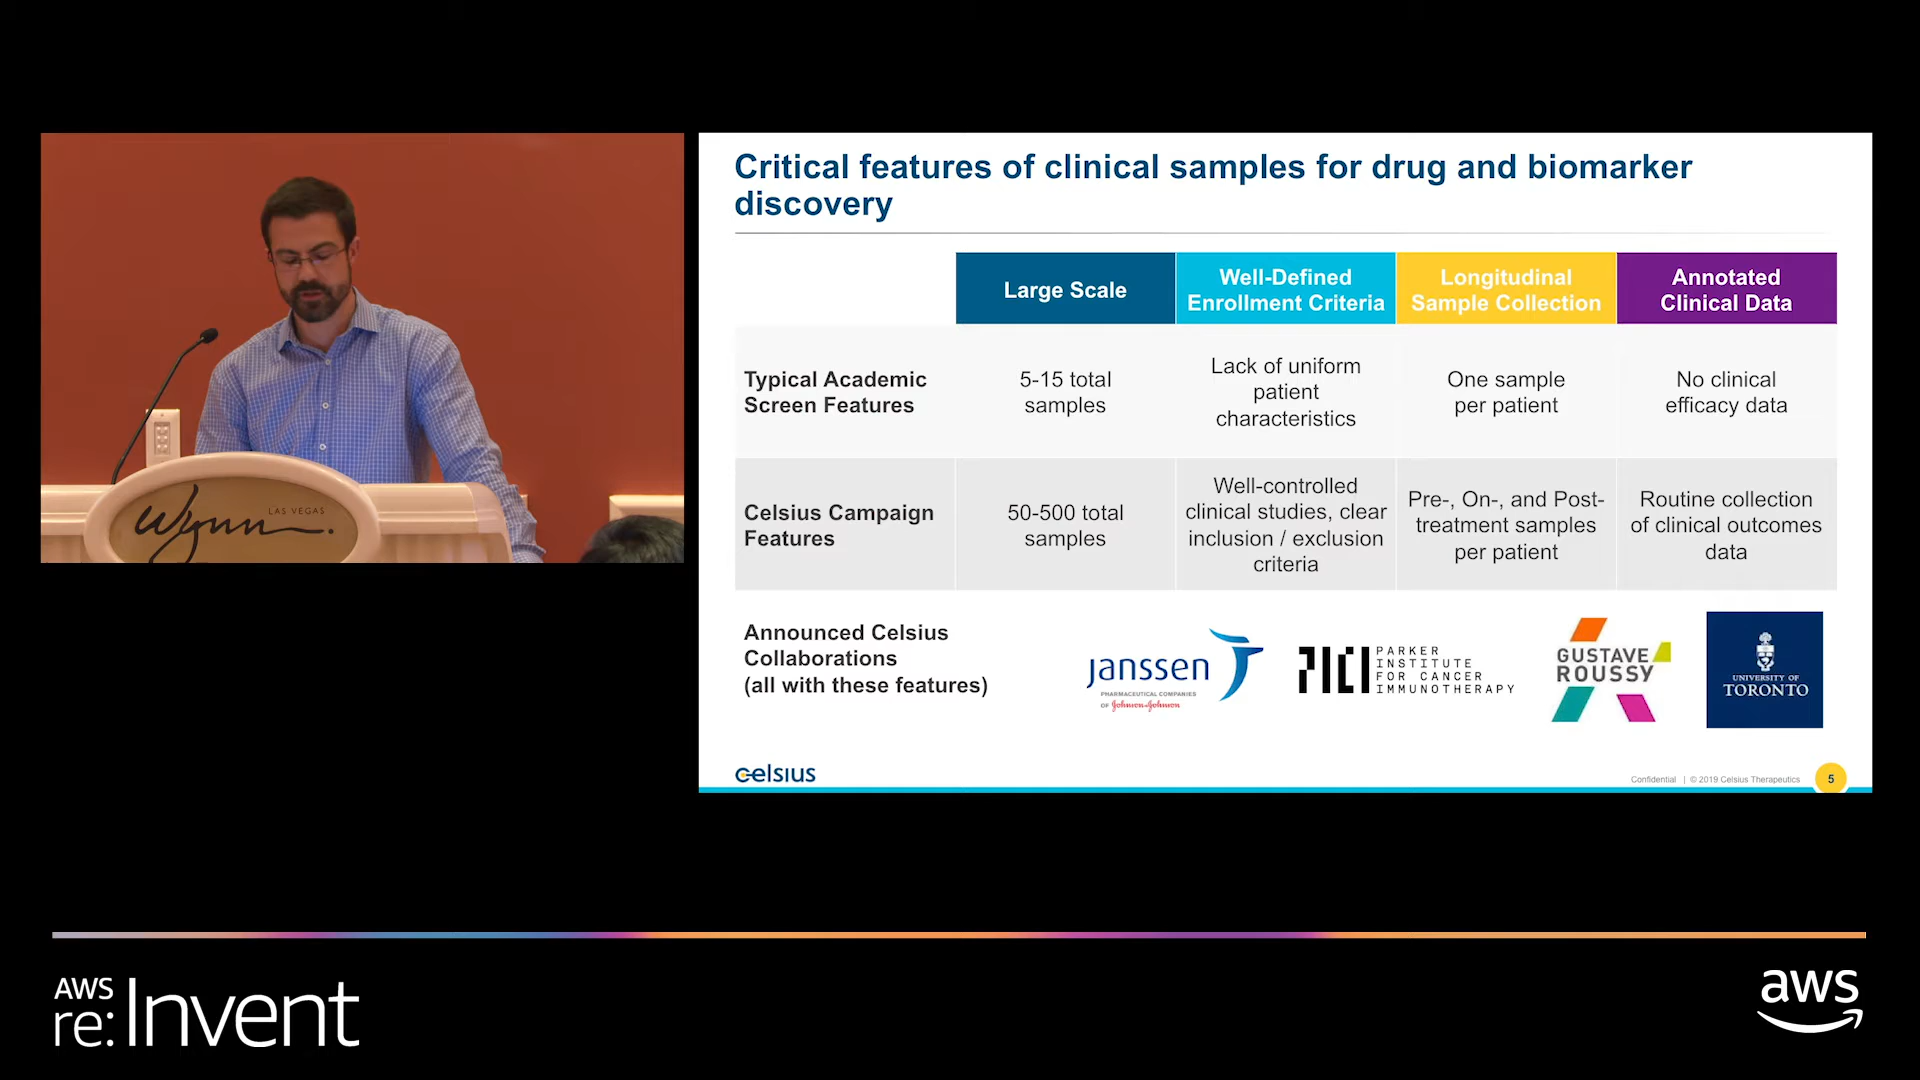 Wynn
LAS VEGAS
Critical features of clinical samples for drug and biomarker
discovery
Large Scale
Well-Defined
Enrollment Criteria
Longitudinal
Sample Collection
Annotated
Clinical Data
Typical Academic
Screen Features
5-15 total
samples
Lack of uniform
patient
characteristics
One sample
per patient
No clinical
efficacy data
Celsius Campaign
Features
50-500 total
samples
Well-controlled
clinical studies, clear
inclusion / exclusion
criteria
Pre-, On-, and Post-
treatment samples
per patient
Routine collection
of clinical outcomes
data
Announced Celsius
Collaborations
(all with these features)
janssen
PHARMACEUTICAL COMPANIES
OF Johnson&Johnson
PICI
PARKER
INSTITUTE
FOR CANCER
IMMUNOTHERAPY
GUSTAVE
ROUSSY
UNIVERSITY OF
TORONTO
celsius
Confidential | © 2019 Celsius Therapeutics
5
AWS
re:Invent
aws